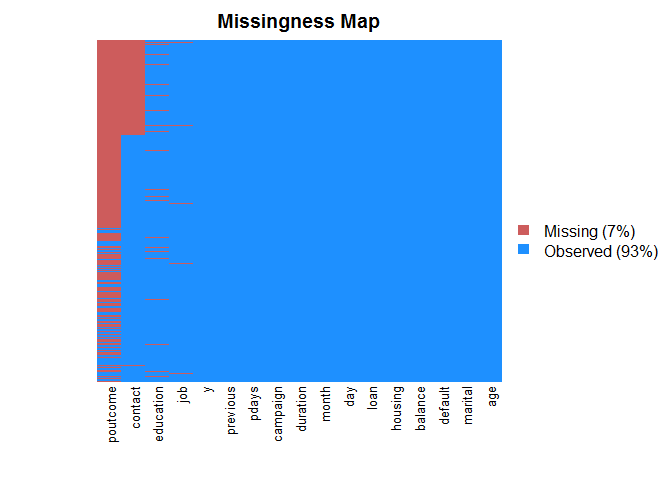 Missingness Map
Missing (7%)
Observed (93%)
poutcome
contact
education
job
y
previous
pdays
campaign
duration
month
day
loan
housing
balance
default
marital
age